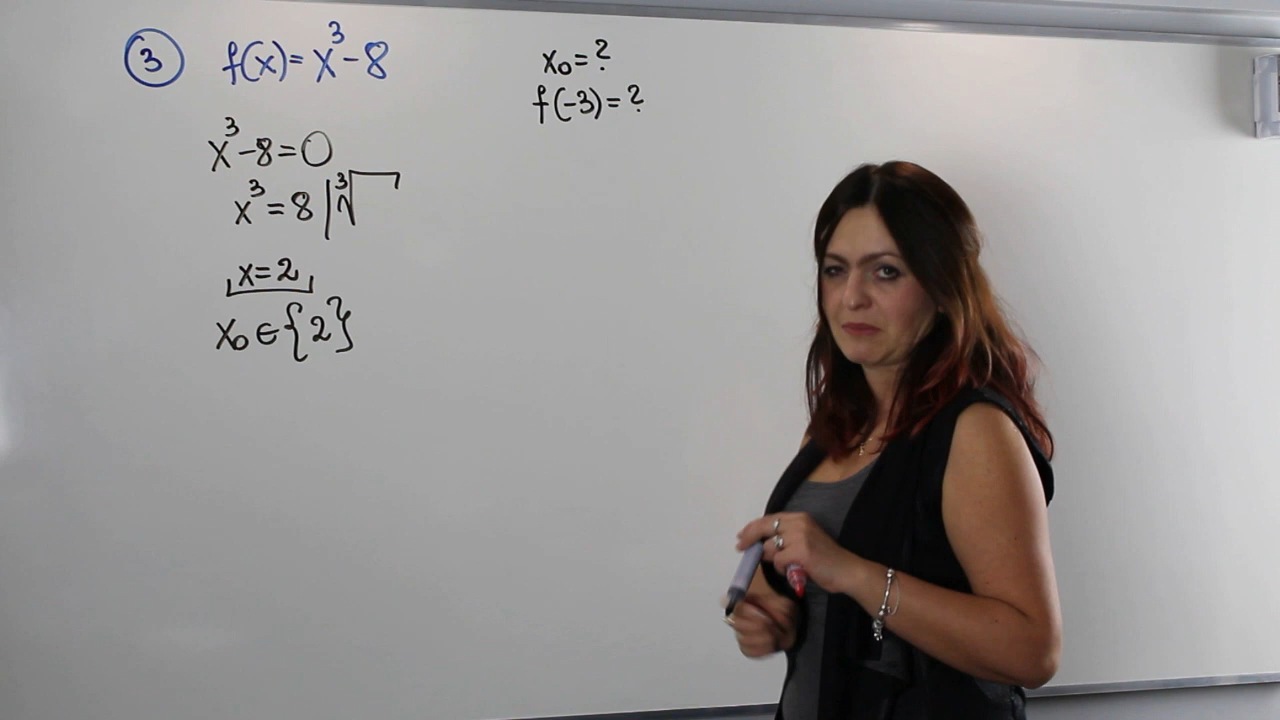 ③ f(x)=x³-8
x³-8=0
x³=8|∛
x=2
x₀∈{2}
x₀=?
f(-3)=?